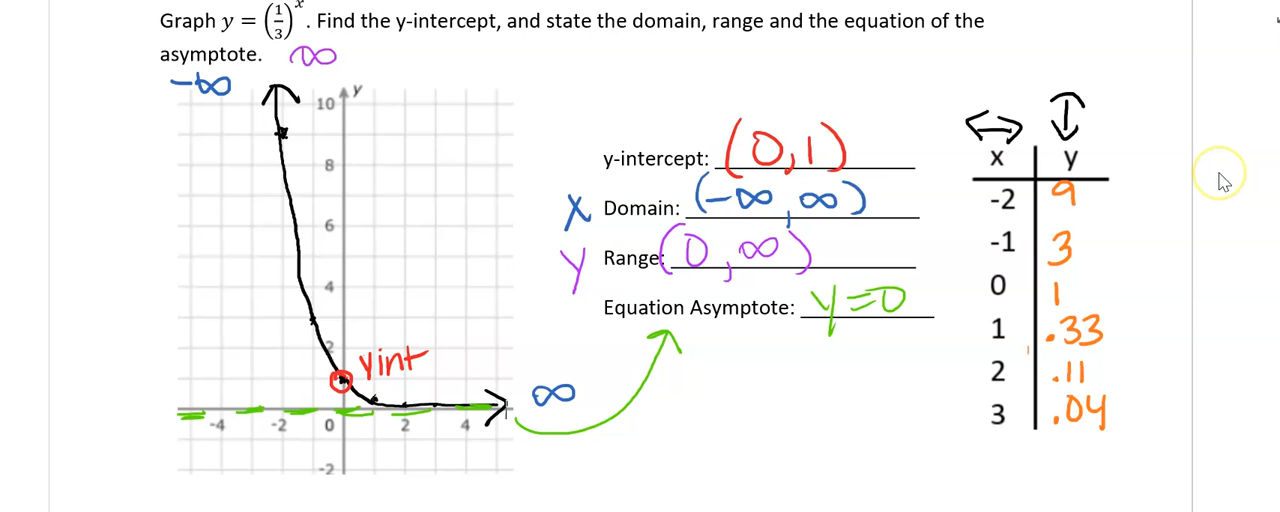 Graph y = (1/3)^x. Find the y-intercept, and state the domain, range and the equation of the
asymptote. ∞
-∞
10 y
8
6
4
2
yint
-4 -2 0 2 4
-2
∞
y-intercept: (0,1)
X Domain: (-∞, ∞)
Y Range: (0, ∞)
Equation Asymptote: y=0
x y
-2 9
-1 3
0 1
1 .33
2 .11
3 .04